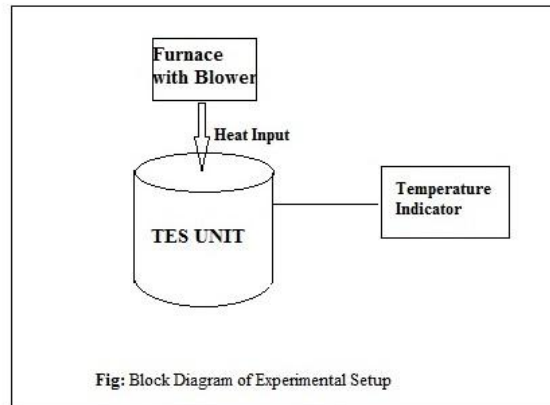 Furnace
with Blower
Heat Input
TES UNIT
Temperature
Indicator
Fig: Block Diagram of Experimental Setup